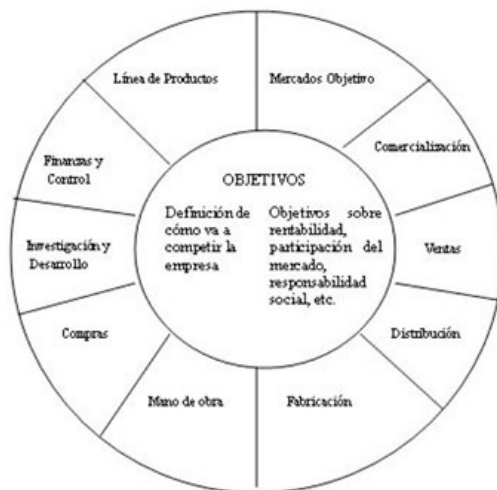 Línea de Productos
Mercados Objetivo
Comercialización
Ventas
Distribución
Fabricación
Mano de obra
Compras
Investigación y
Desarrollo
Finanzas y
Control
OBJETIVOS
Definición de
cómo va a
competir la
empresa
Objetivos sobre
rentabilidad,
participación del
mercado,
responsabilidad
social, etc.